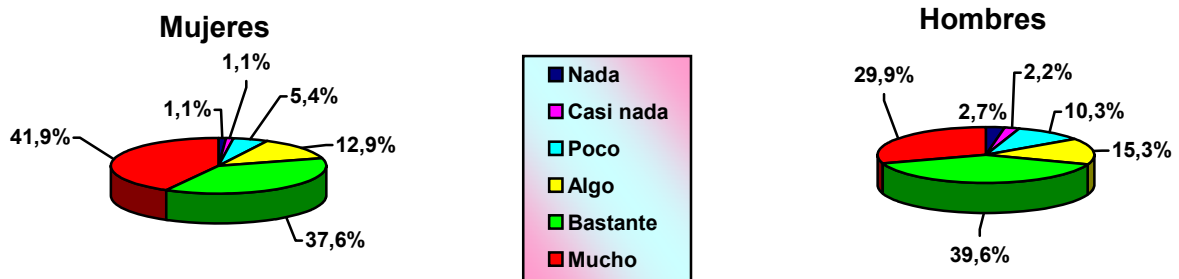 Mujeres
1,1%
1,1%
5,4%
41,9%
12,9%
37,6%
Nada
Casi nada
Poco
Algo
Bastante
Mucho
Hombres
29,9%
2,2%
2,7%
10,3%
15,3%
39,6%